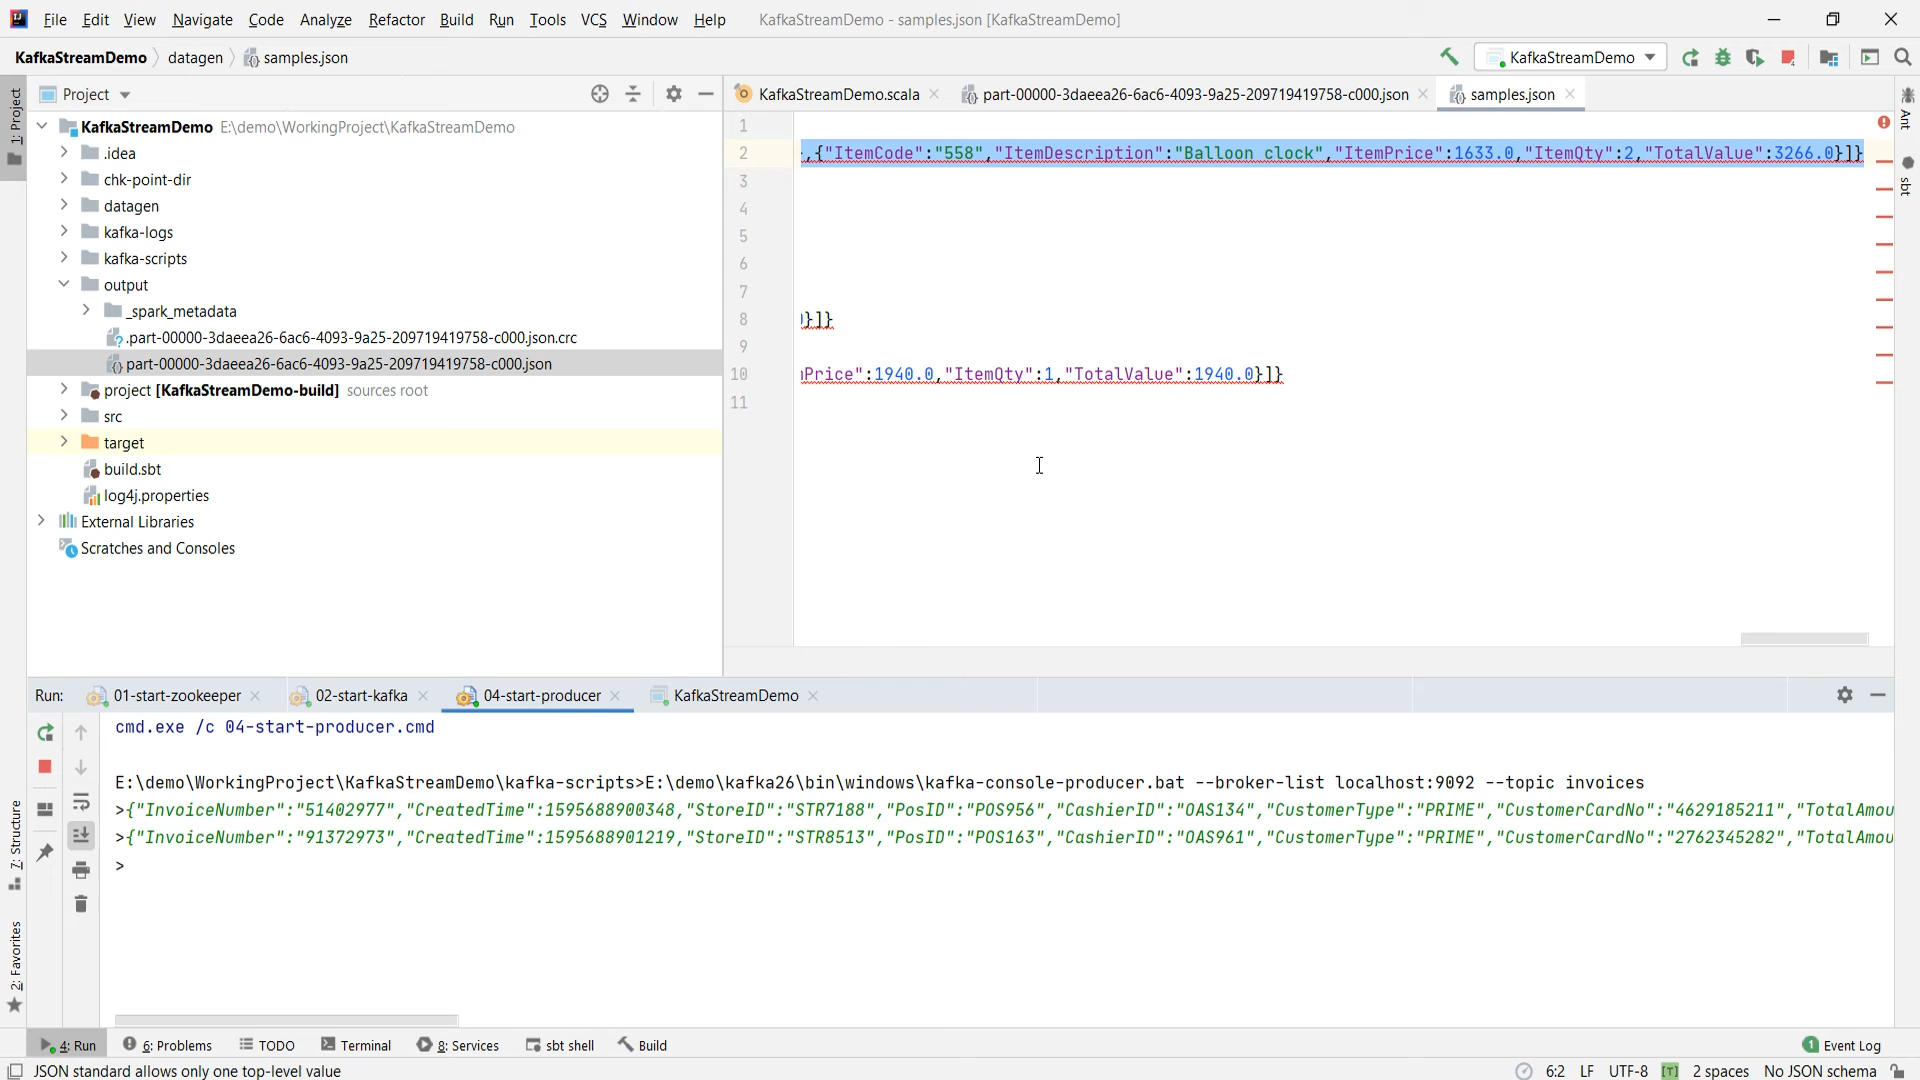 File Edit View Navigate Code Analyze Refactor Build Run Tools VCS Window Help KafkaStreamDemo - samples.json [KafkaStreamDemo]
KafkaStreamDemo datagen samples.json KafkaStreamDemo
1: Project
Project
KafkaStreamDemo.scala part-00000-3daeea26-6ac6-4093-9a25-209719419758-c000.json samples.json
Ant
sbt
KafkaStreamDemo E:\demo\WorkingProject\KafkaStreamDemo
.idea
chk-point-dir
datagen
kafka-logs
kafka-scripts
output
_spark_metadata
.part-00000-3daeea26-6ac6-4093-9a25-209719419758-c000.json.crc
part-00000-3daeea26-6ac6-4093-9a25-209719419758-c000.json
project [KafkaStreamDemo-build] sources root
src
target
build.sbt
log4j.properties
External Libraries
Scratches and Consoles
1
2 ,{"ItemCode":"558","ItemDescription":"Balloon clock","ItemPrice":1633.0,"ItemQty":2,"TotalValue":3266.0}]}
3
4
5
6
7
8 }]}
9
10 Price":1940.0,"ItemQty":1,"TotalValue":1940.0}]}
11
Run: 01-start-zookeeper 02-start-kafka 04-start-producer KafkaStreamDemo
cmd.exe /c 04-start-producer.cmd
E:\demo\WorkingProject\KafkaStreamDemo\kafka-scripts>E:\demo\kafka26\bin\windows\kafka-console-producer.bat --broker-list localhost:9092 --topic invoices
>{"InvoiceNumber":"51402977","CreatedTime":1595688900348,"StoreID":"STR7188","PosID":"POS956","CashierID":"OAS134","CustomerType":"PRIME","CustomerCardNo":"4629185211","TotalAmou
>{"InvoiceNumber":"91372973","CreatedTime":1595688901219,"StoreID":"STR8513","PosID":"POS163","CashierID":"OAS961","CustomerType":"PRIME","CustomerCardNo":"2762345282","TotalAmou
>
7: Structure
2: Favorites
4: Run 6: Problems TODO Terminal 8: Services sbt shell Build 1 Event Log
JSON standard allows only one top-level value 6:2 LF UTF-8 [T] 2 spaces No JSON schema